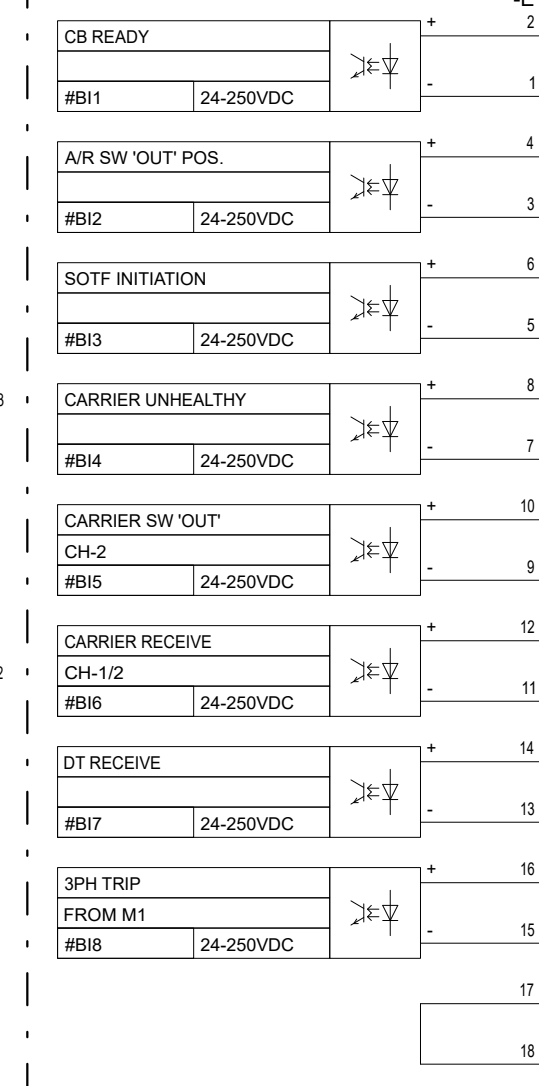 -E
+ 2
CB READY
- 1
#BI1 24-250VDC
+ 4
A/R SW 'OUT' POS.
- 3
#BI2 24-250VDC
+ 6
SOTF INITIATION
- 5
#BI3 24-250VDC
+ 8
CARRIER UNHEALTHY
- 7
#BI4 24-250VDC
+ 10
CARRIER SW 'OUT'
CH-2
- 9
#BI5 24-250VDC
+ 12
CARRIER RECEIVE
CH-1/2
- 11
#BI6 24-250VDC
+ 14
DT RECEIVE
- 13
#BI7 24-250VDC
+ 16
3PH TRIP
FROM M1
- 15
#BI8 24-250VDC
17
18